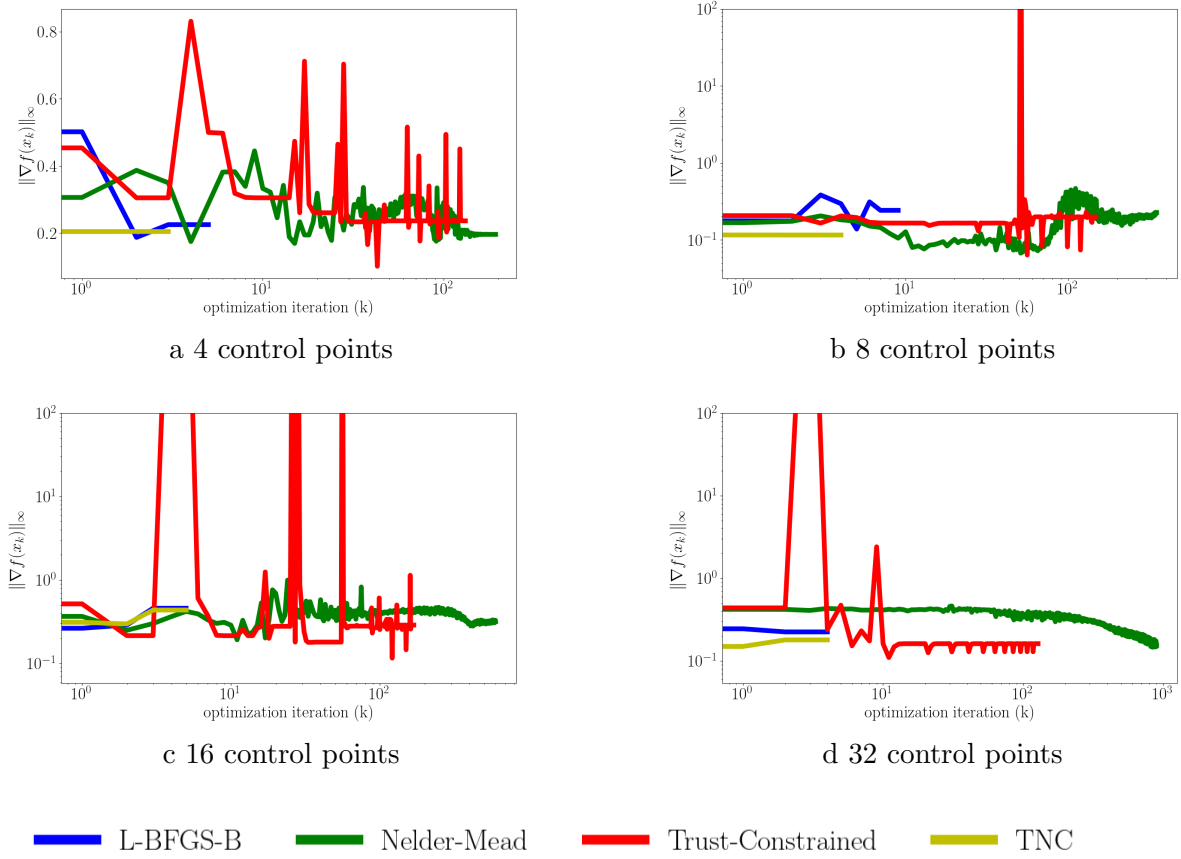 0.8
0.6
0.4
0.2
‖∇f(x_k)‖_∞
10^0
10^1
10^2
optimization iteration (k)
a 4 control points
10^2
10^1
10^0
10^−1
‖∇f(x_k)‖_∞
10^0
10^1
10^2
optimization iteration (k)
b 8 control points
10^2
10^1
10^0
10^−1
‖∇f(x_k)‖_∞
10^0
10^1
10^2
optimization iteration (k)
c 16 control points
10^2
10^1
10^0
10^−1
‖∇f(x_k)‖_∞
10^0
10^1
10^2
10^3
optimization iteration (k)
d 32 control points
L-BFGS-B Nelder-Mead Trust-Constrained TNC